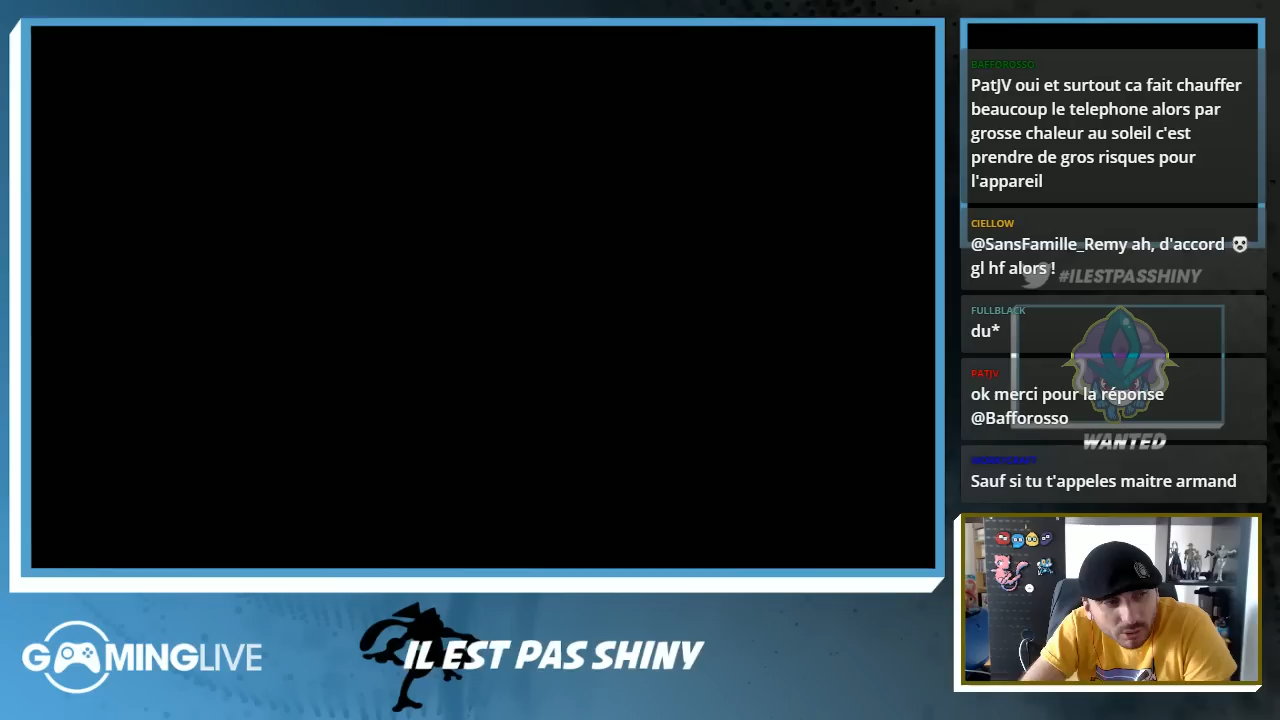 BAFFOROSSO
PatJV oui et surtout ca fait chauffer
beaucoup le telephone alors par
grosse chaleur au soleil c'est
prendre de gros risques pour
l'appareil
CIELLOW
@SansFamille_Remy ah, d'accord
gl hf alors !
#ILESTPASSHINY
FULLBLACK
du*
PATJV
ok merci pour la réponse
@Bafforosso
WANTED
Sauf si tu t'appeles maitre armand
GAMINGLIVE
IL EST PAS SHINY